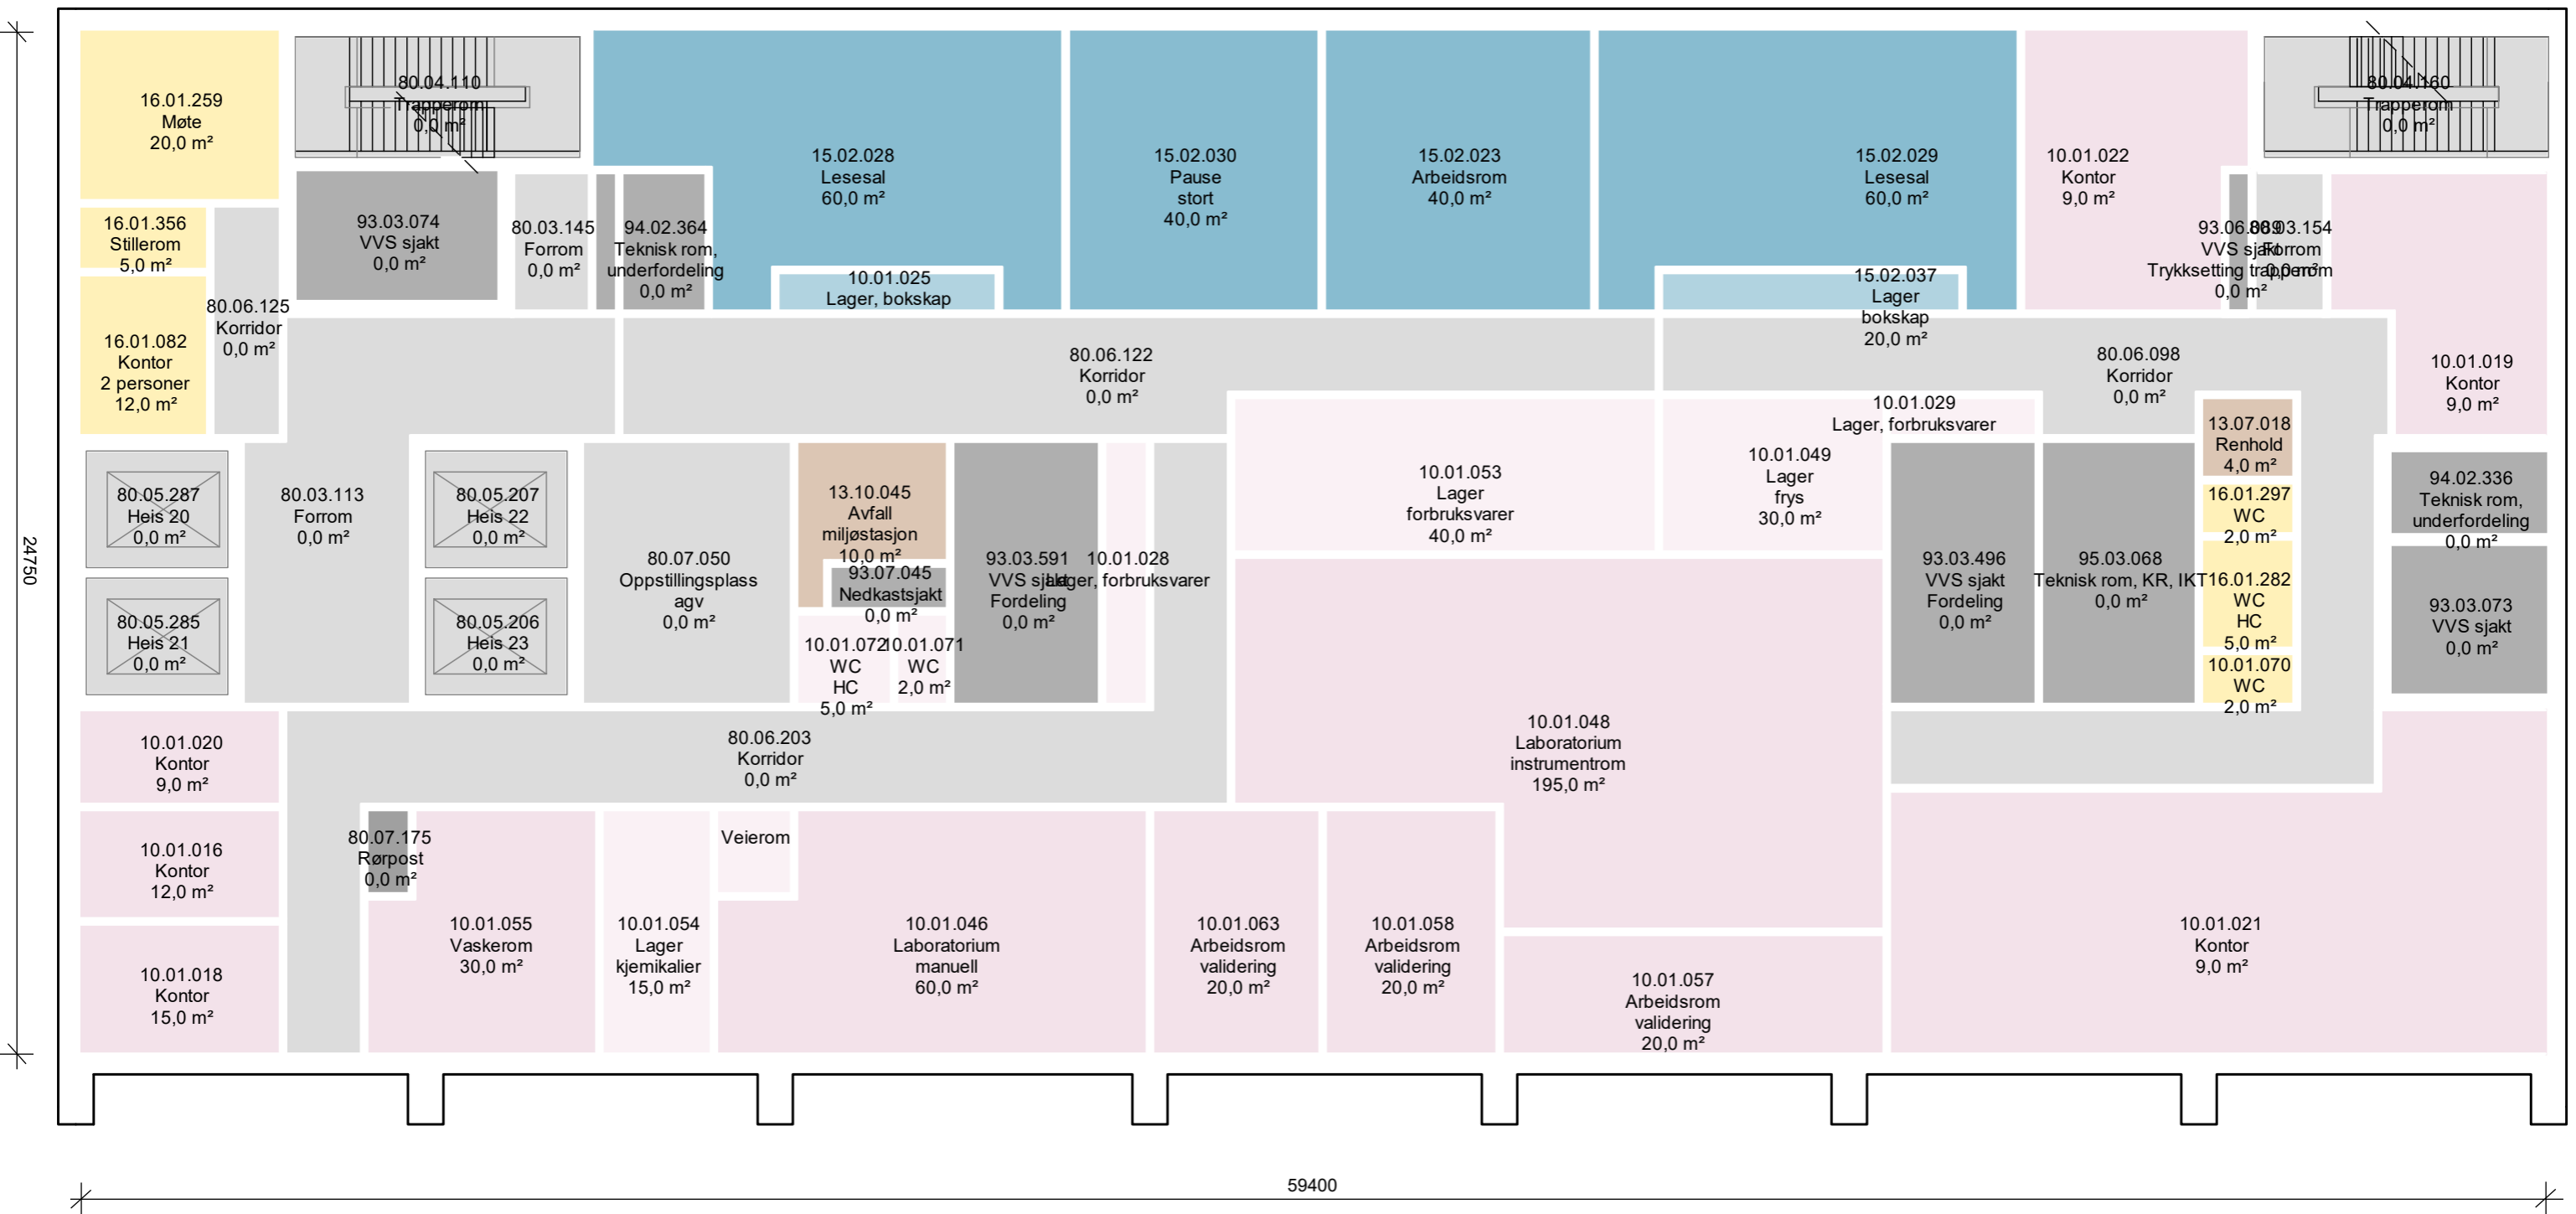 16.01.259
Møte
20,0 m²
80.04.110
Trapperom
0,0 m²
15.02.028
Lesesal
60,0 m²
15.02.030
Pause
stort
40,0 m²
15.02.023
Arbeidsrom
40,0 m²
15.02.029
Lesesal
60,0 m²
10.01.022
Kontor
9,0 m²
80.04.160
Trapperom
0,0 m²
16.01.356
Stillerom
5,0 m²
93.03.074
VVS sjakt
0,0 m²
80.03.145
Forrom
0,0 m²
94.02.364
Teknisk rom,
underfordeling
0,0 m²
10.01.025
Lager, bokskap
15.02.037
Lager
bokskap
20,0 m²
VVS sjakt
Trykksetting trapperom
0,0 m²
80.03.154
Forrom
0,0 m²
16.01.082
Kontor
2 personer
12,0 m²
80.06.125
Korridor
0,0 m²
80.06.122
Korridor
0,0 m²
80.06.098
Korridor
0,0 m²
10.01.019
Kontor
9,0 m²
80.05.287
Heis 20
0,0 m²
80.03.113
Forrom
0,0 m²
80.05.207
Heis 22
0,0 m²
80.05.285
Heis 21
0,0 m²
80.05.206
Heis 23
0,0 m²
80.07.050
Oppstillingsplass
agv
0,0 m²
13.10.045
Avfall
miljøstasjon
10,0 m²
93.07.045
Nedkastsjakt
0,0 m²
10.01.072
WC
HC
5,0 m²
10.01.071
WC
2,0 m²
93.03.591
VVS sjakt
Fordeling
0,0 m²
10.01.028
Lager, forbruksvarer
10.01.053
Lager
forbruksvarer
40,0 m²
10.01.049
Lager
frys
30,0 m²
10.01.029
Lager, forbruksvarer
93.03.496
VVS sjakt
Fordeling
0,0 m²
95.03.068
Teknisk rom, KR, IKT
0,0 m²
13.07.018
Renhold
4,0 m²
16.01.297
WC
2,0 m²
16.01.282
WC
HC
5,0 m²
10.01.070
WC
2,0 m²
94.02.336
Teknisk rom,
underfordeling
0,0 m²
93.03.073
VVS sjakt
0,0 m²
10.01.020
Kontor
9,0 m²
80.06.203
Korridor
0,0 m²
10.01.048
Laboratorium
instrumentrom
195,0 m²
10.01.016
Kontor
12,0 m²
80.07.175
Rørpost
0,0 m²
Veierom
10.01.018
Kontor
15,0 m²
10.01.055
Vaskerom
30,0 m²
10.01.054
Lager
kjemikalier
15,0 m²
10.01.046
Laboratorium
manuell
60,0 m²
10.01.063
Arbeidsrom
validering
20,0 m²
10.01.058
Arbeidsrom
validering
20,0 m²
10.01.057
Arbeidsrom
validering
20,0 m²
10.01.021
Kontor
9,0 m²
24750
59400